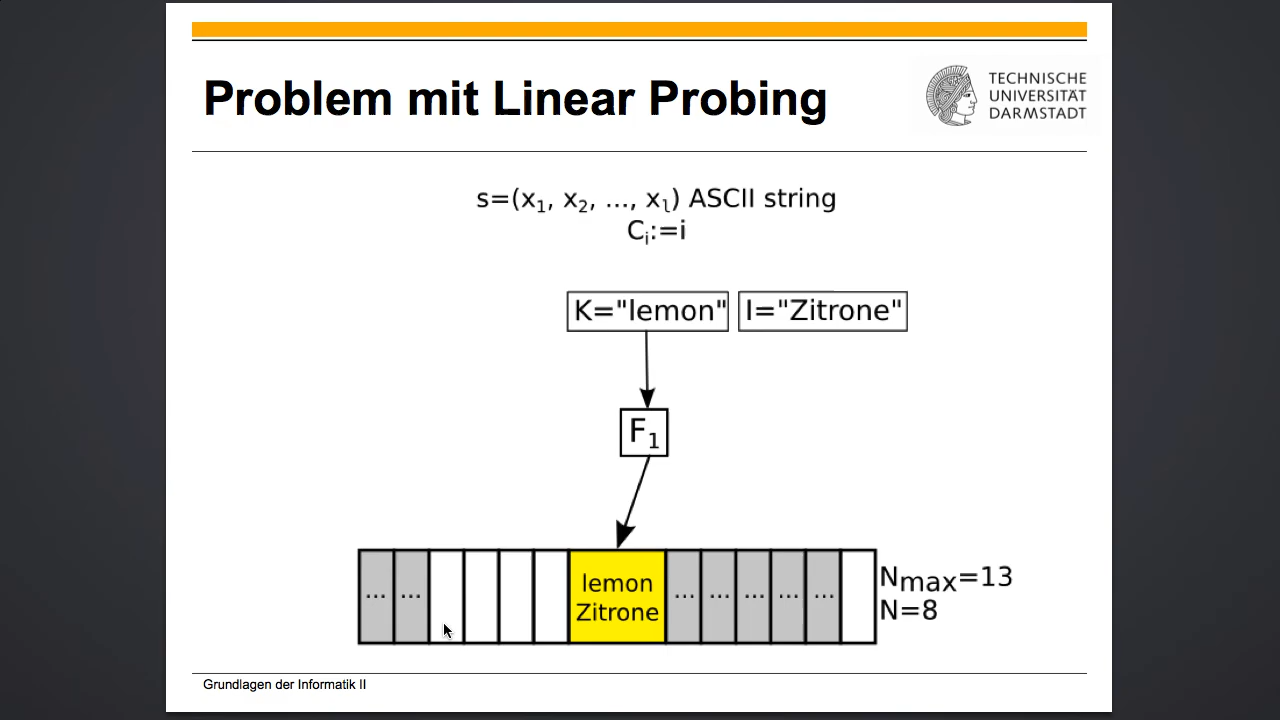 Problem mit Linear Probing
TECHNISCHE
UNIVERSITÄT
DARMSTADT
s=(x1, x2, ..., xl) ASCII string
Ci:=i
K="lemon" I="Zitrone"
F1
... ... lemon ... ... ... ... ...
Zitrone
Nmax=13
N=8
Grundlagen der Informatik II